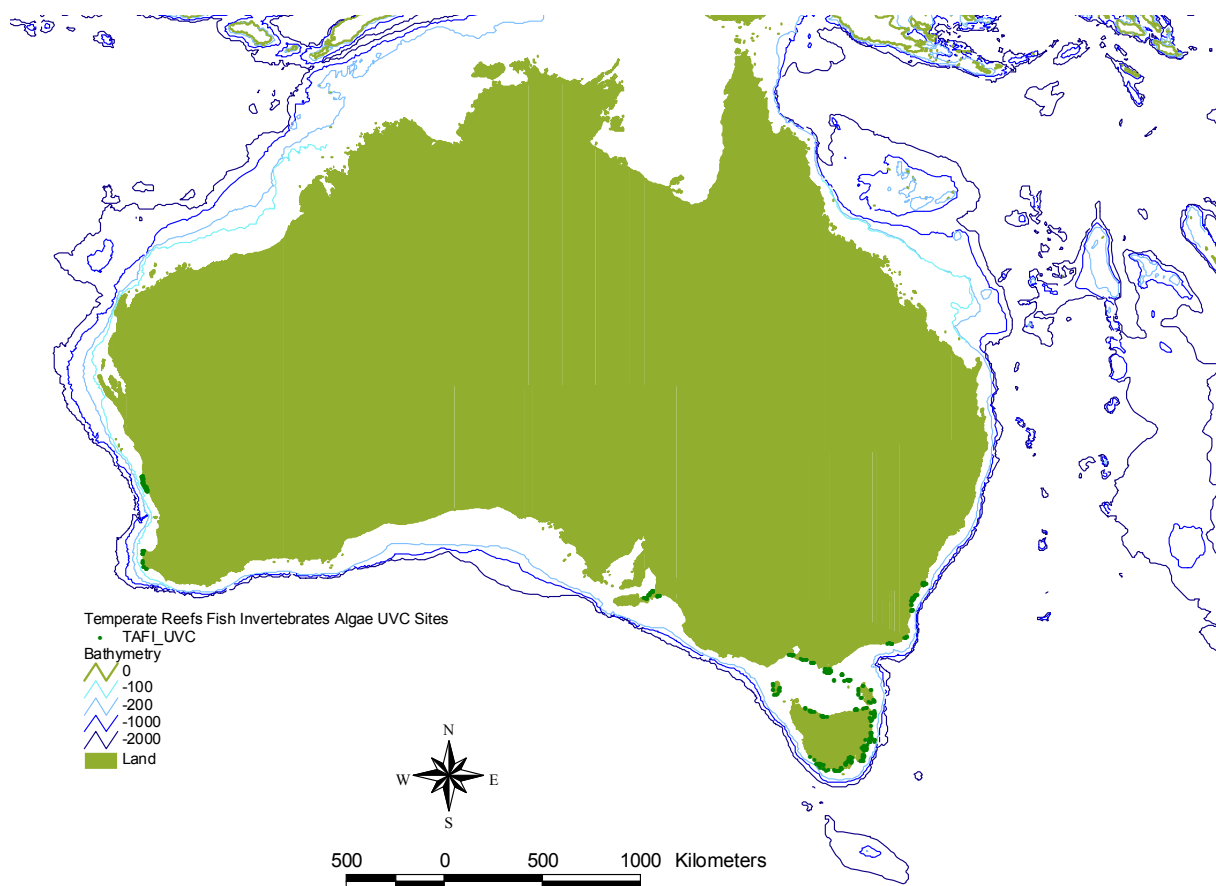 Temperate Reefs Fish Invertebrates Algae UVC Sites
TAFI_UVC
Bathymetry
0
-100
-200
-1000
-2000
Land
N
W E
S
500 0 500 1000 Kilometers